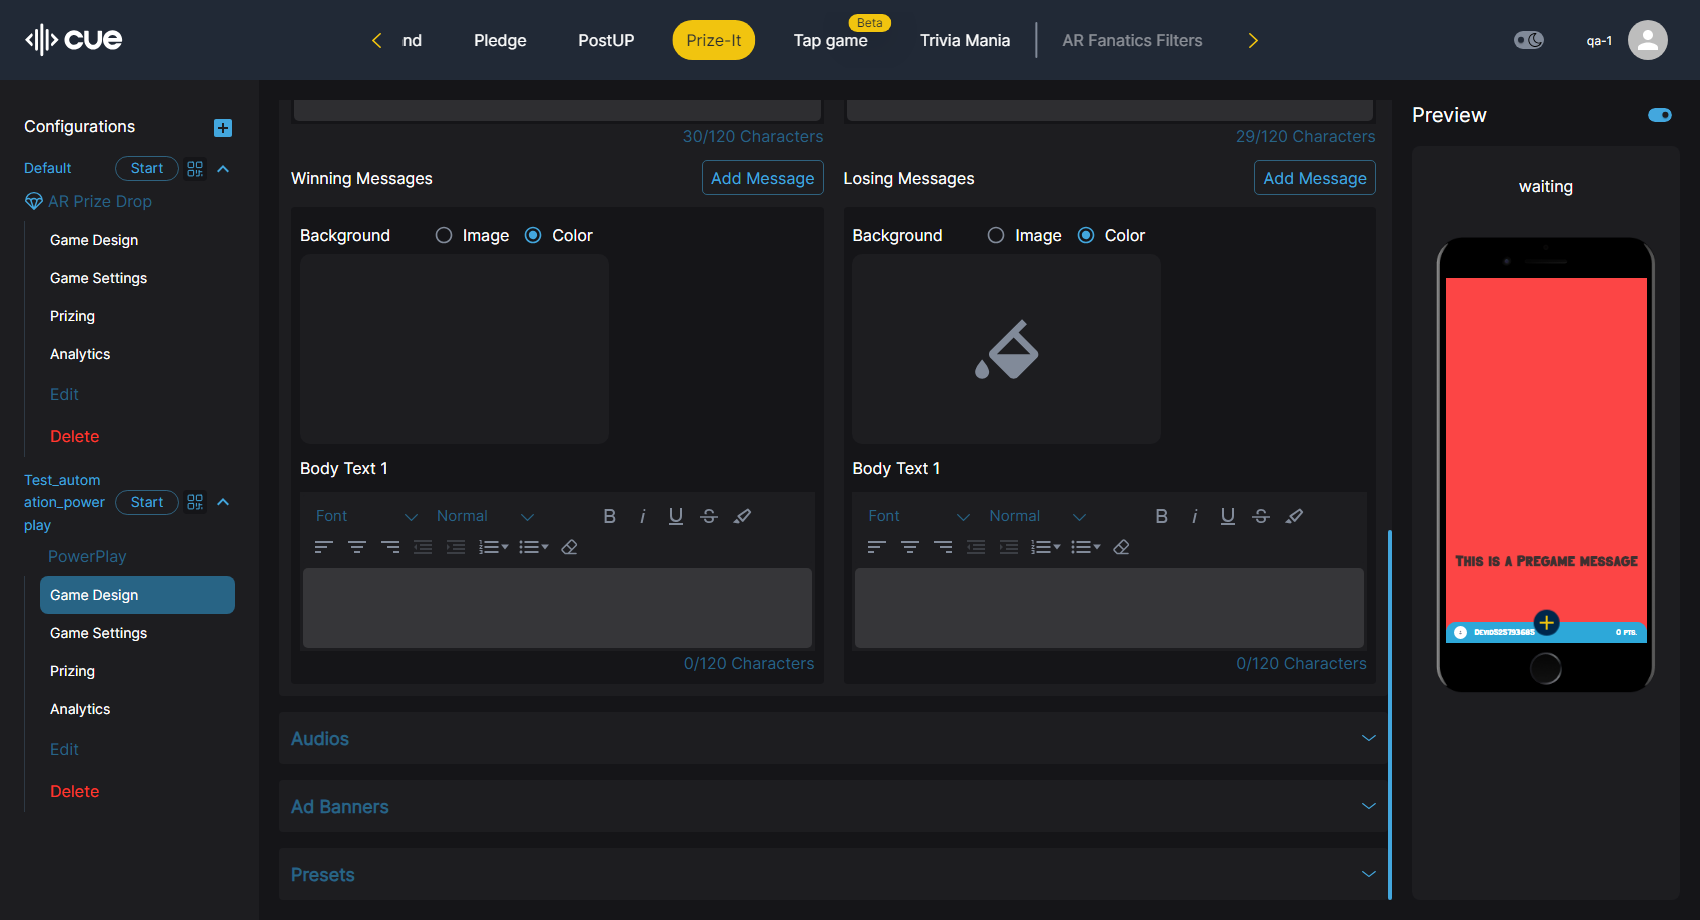 cue
nd
Pledge
PostUP
Prize-It
Beta
Tap game
Trivia Mania
AR Fanatics Filters
qa-1
Configurations
Default
Start
AR Prize Drop
Game Design
Game Settings
Prizing
Analytics
Edit
Delete
Test_autom
ation_power
play
Start
PowerPlay
Game Design
Game Settings
Prizing
Analytics
Edit
Delete
30/120 Characters
29/120 Characters
Winning Messages
Add Message
Losing Messages
Add Message
Background
Image
Color
Background
Image
Color
Body Text 1
Body Text 1
Font
Normal
B i U S
Font
Normal
B i U S
0/120 Characters
0/120 Characters
Audios
Ad Banners
Presets
Preview
waiting
This is a Pregame message
0 pts.